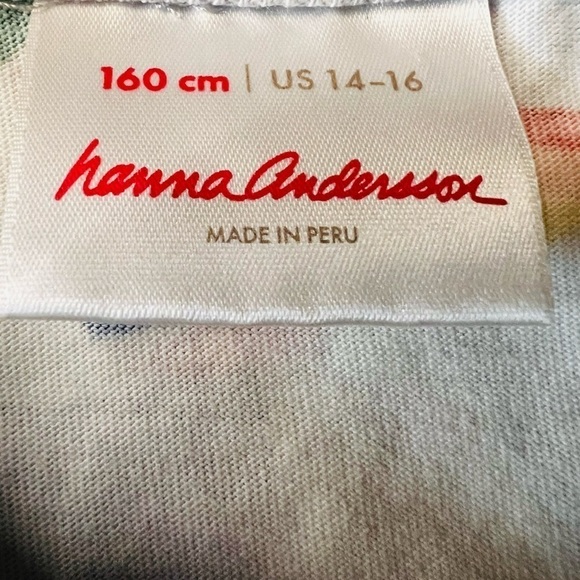 160 cm | US 14–16
hanna Andersson
MADE IN PERU